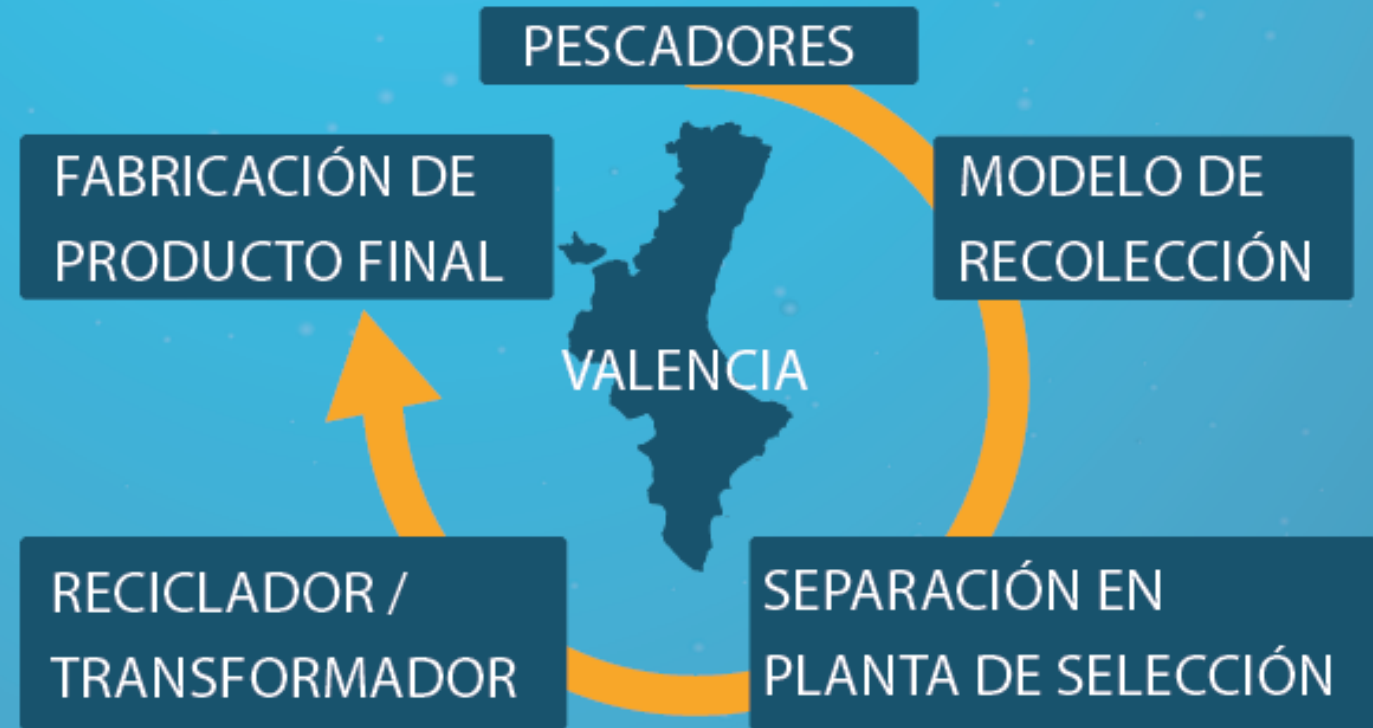 PESCADORES
FABRICACIÓN DE
PRODUCTO FINAL
MODELO DE
RECOLECCIÓN
VALENCIA
RECICLADOR /
TRANSFORMADOR
SEPARACIÓN EN
PLANTA DE SELECCIÓN